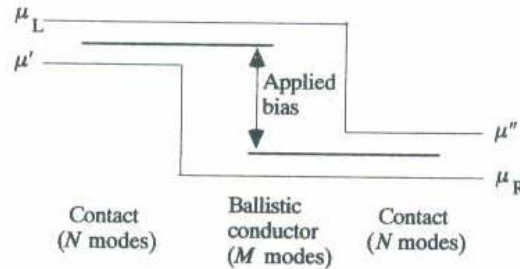 μL
μ'
Applied
bias
μ"
μR
Contact
(N modes)
Ballistic
conductor
(M modes)
Contact
(N modes)